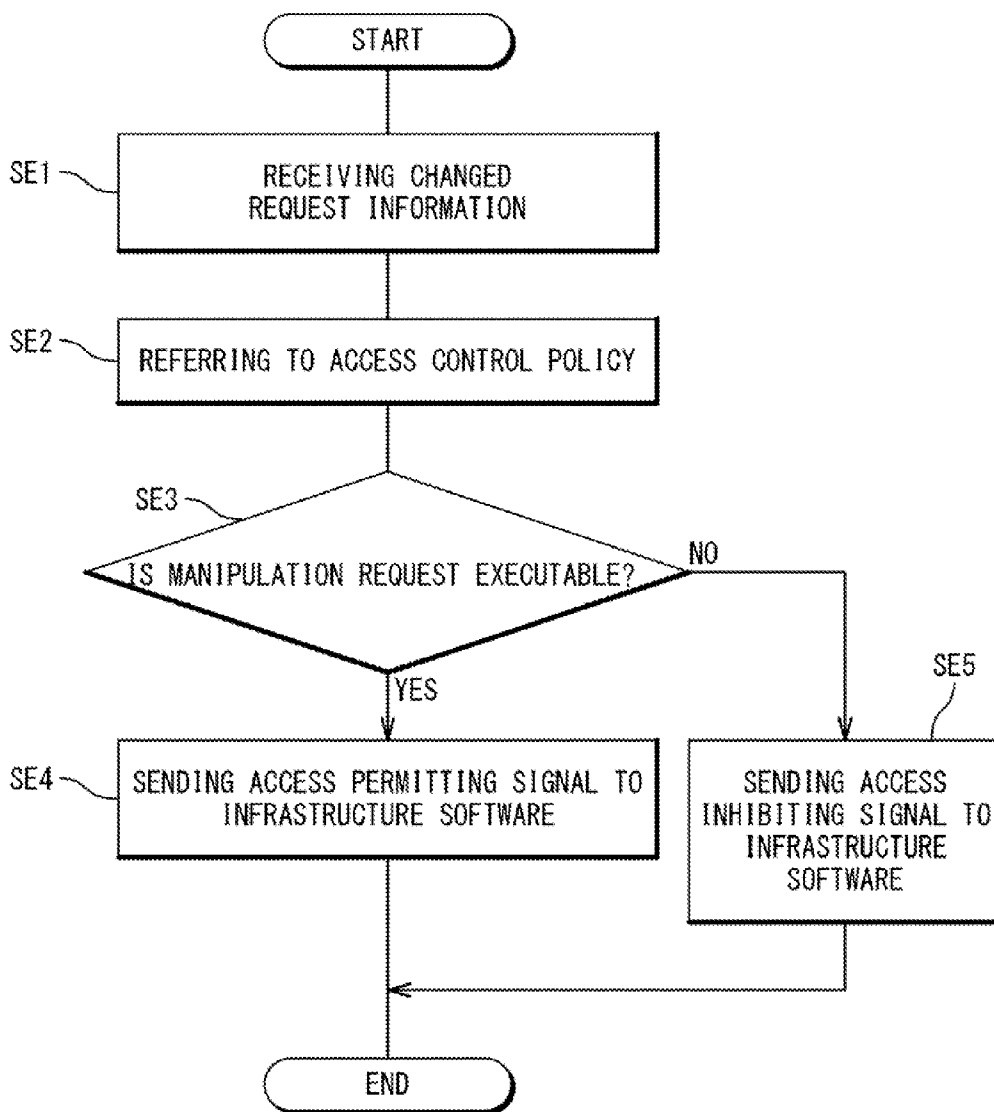 START
SE1
RECEIVING CHANGED
REQUEST INFORMATION
SE2
REFERRING TO ACCESS CONTROL POLICY
SE3
IS MANIPULATION REQUEST EXECUTABLE?
NO
YES
SE4
SENDING ACCESS PERMITTING SIGNAL TO
INFRASTRUCTURE SOFTWARE
SE5
SENDING ACCESS
INHIBITING SIGNAL TO
INFRASTRUCTURE
SOFTWARE
END